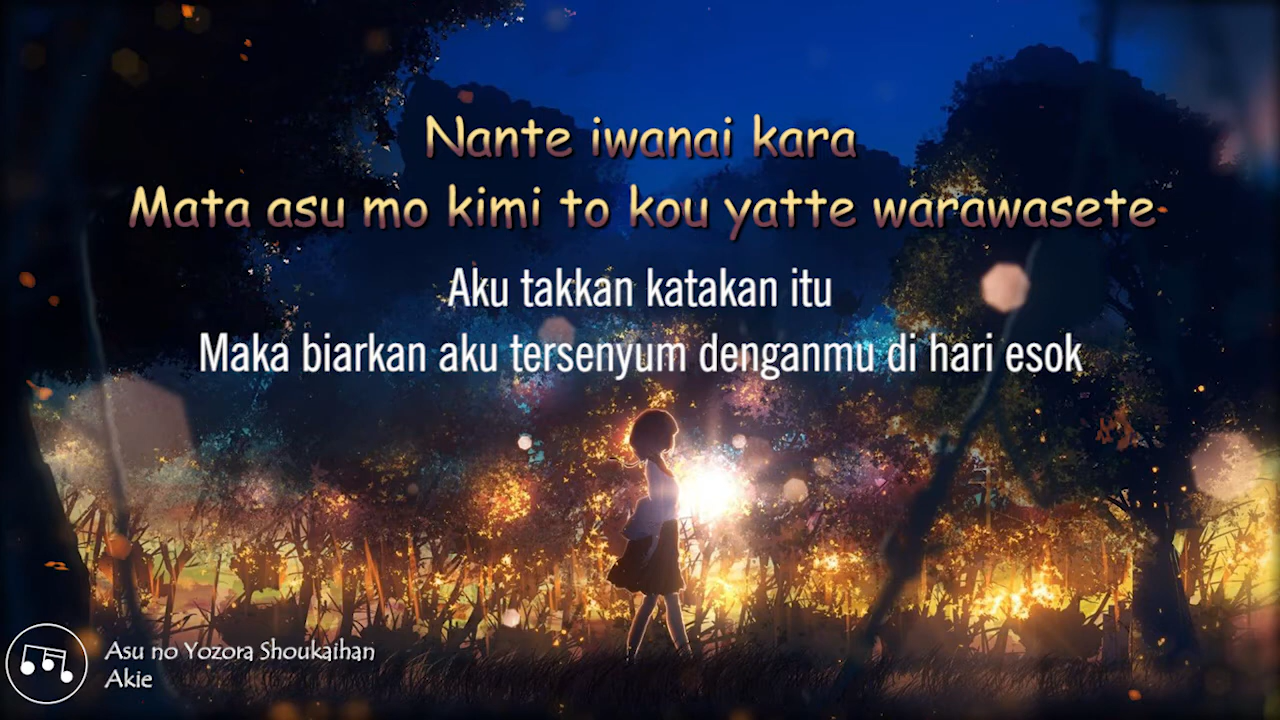 Nante iwanai kara
Mata asu mo kimi to kou yatte warawasete
Aku takkan katakan itu
Maka biarkan aku tersenyum denganmu di hari esok
Asu no Yozora Shoukaihan
Akie